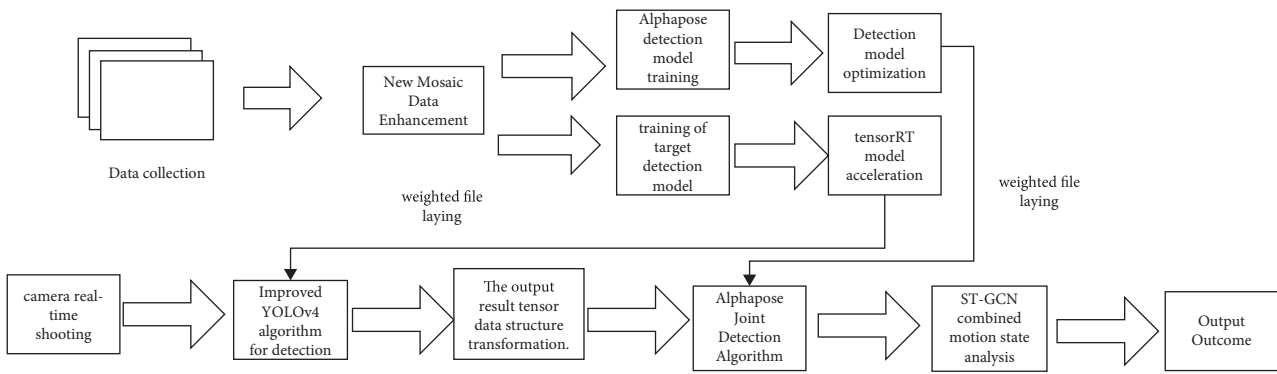 Data collection
New Mosaic
Data
Enhancement
Alphapose
detection
model
training
Detection
model
optimization
training of
target
detection
model
tensorRT
model
acceleration
weighted file
laying
weighted file
laying
camera real-
time
shooting
Improved
YOLOv4
algorithm
for detection
The output
result tensor
data structure
transformation.
Alphapose
Joint
Detection
Algorithm
ST-GCN
combined
motion state
analysis
Output
Outcome